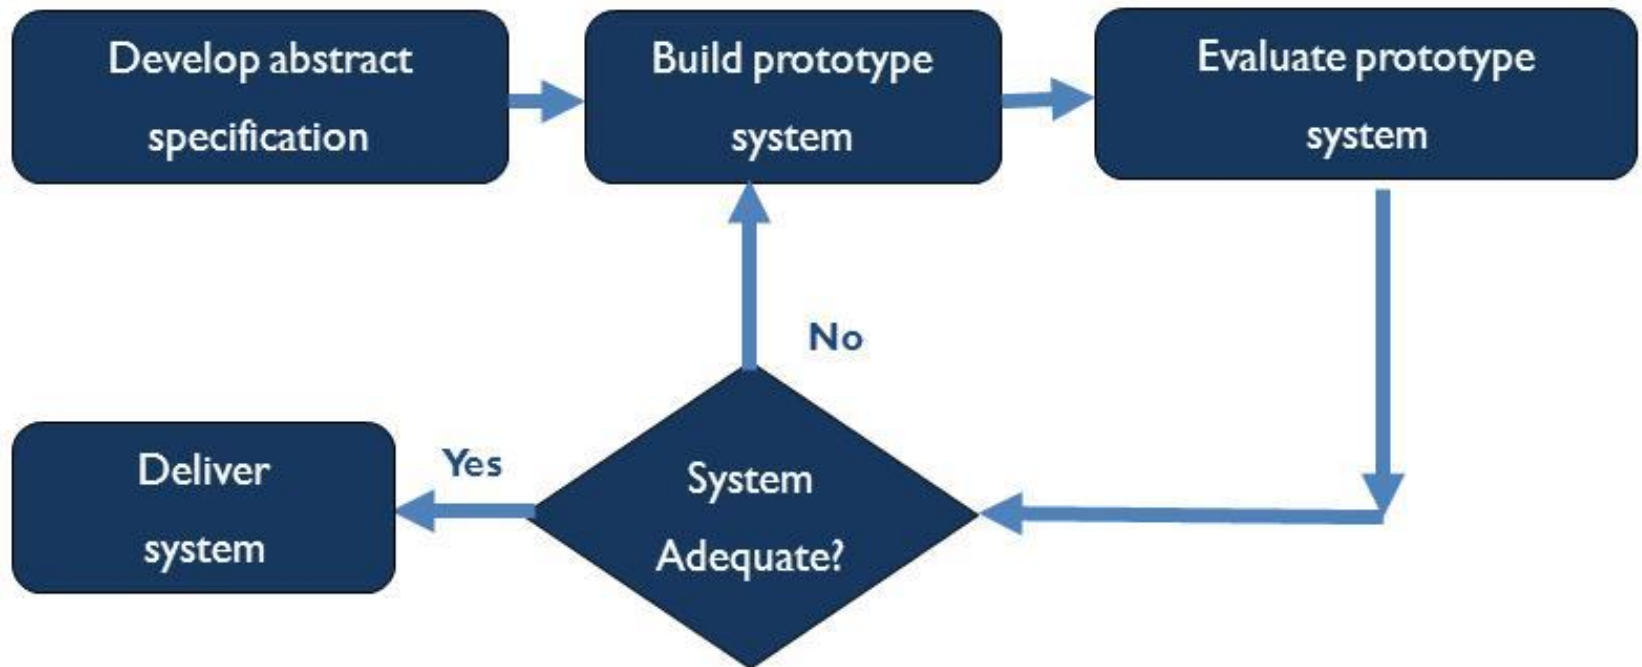 Develop abstract
specification
Build prototype
system
Evaluate prototype
system
No
Yes
System
Adequate?
Deliver
system